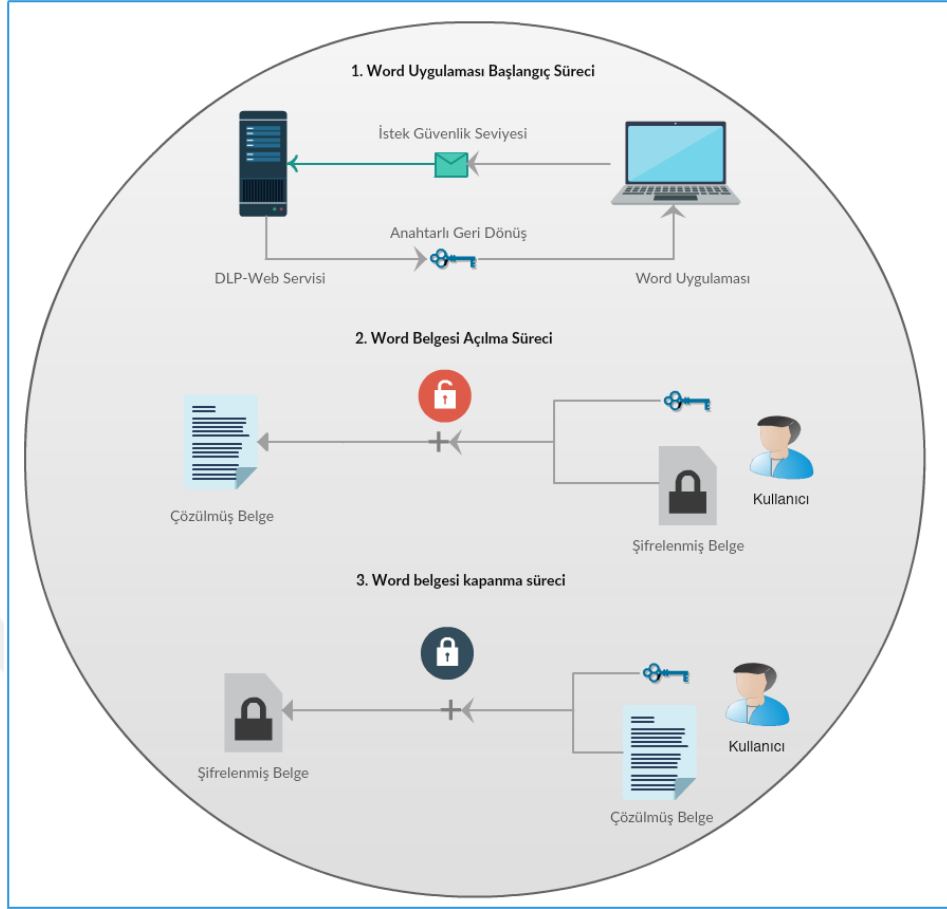 1. Word Uygulaması Başlangıç Süreci
İstek Güvenlik Seviyesi
Anahtarlı Geri Dönüş
DLP-Web Servisi
Word Uygulaması
2. Word Belgesi Açılma Süreci
Kullanıcı
Çözülmüş Belge
Şifrelenmiş Belge
3. Word belgesi kapanma süreci
Kullanıcı
Şifrelenmiş Belge
Çözülmüş Belge